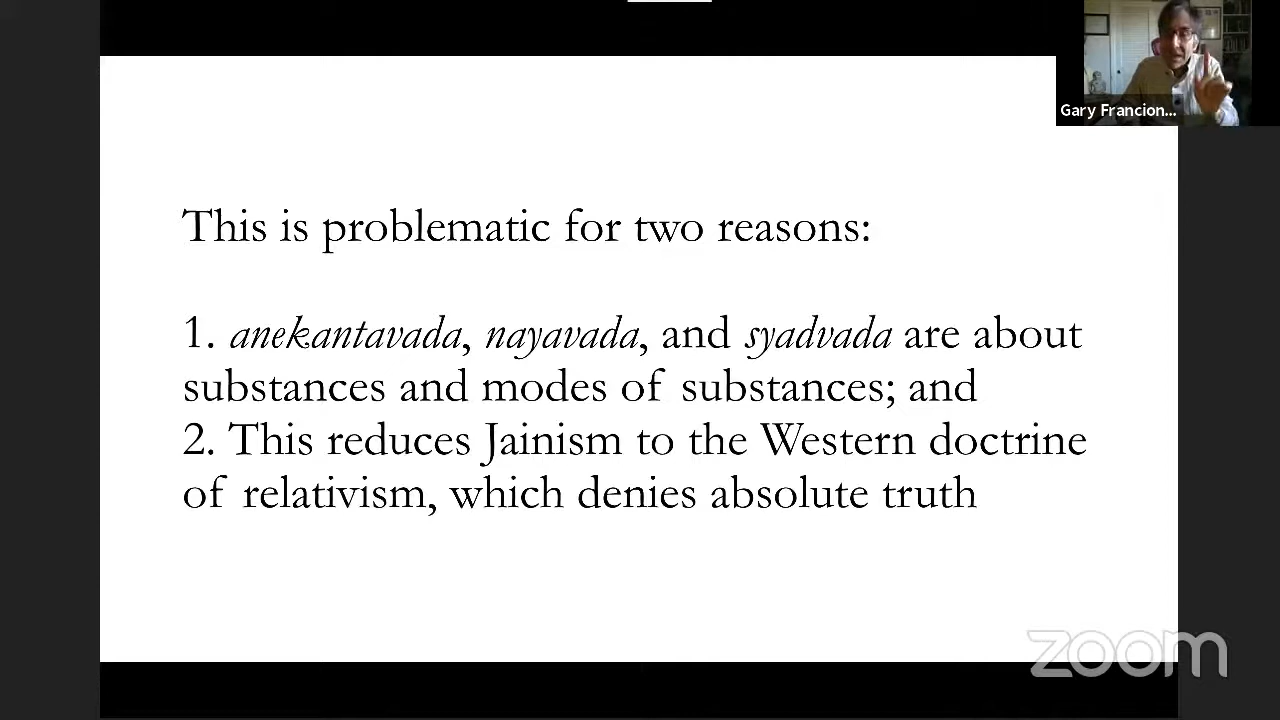 Gary Francion...
This is problematic for two reasons:
1. anekantavada, nayavada, and syadvada are about
substances and modes of substances; and
2. This reduces Jainism to the Western doctrine
of relativism, which denies absolute truth
zoom